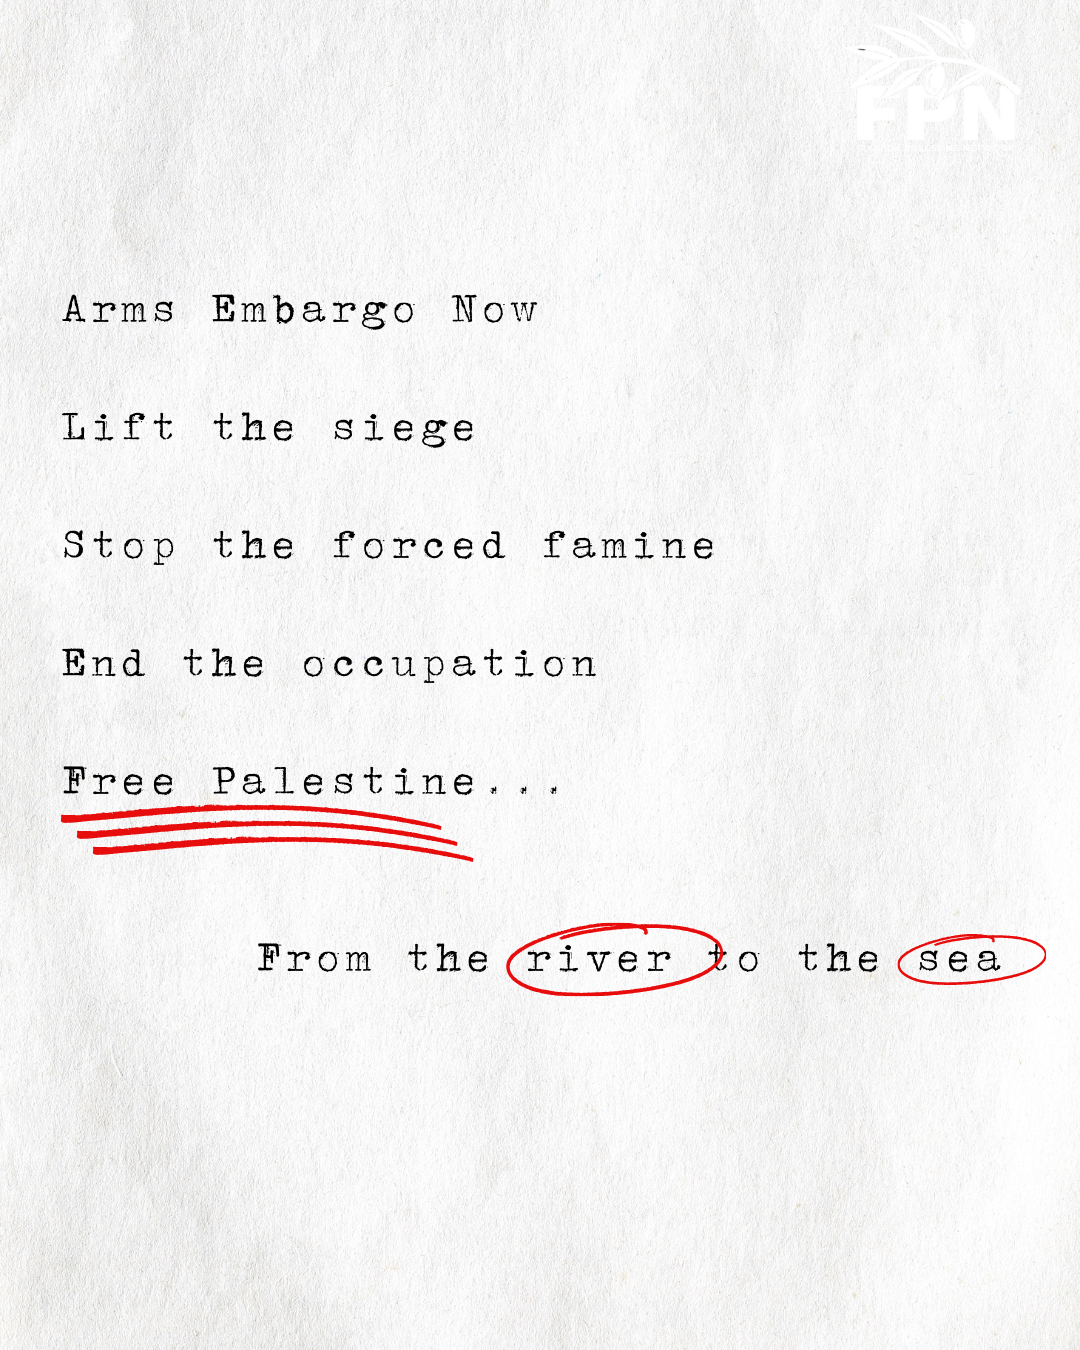 FPN
Arms Embargo Now
Lift the siege
Stop the forced famine
End the occupation
Free Palestine...
From the river to the sea